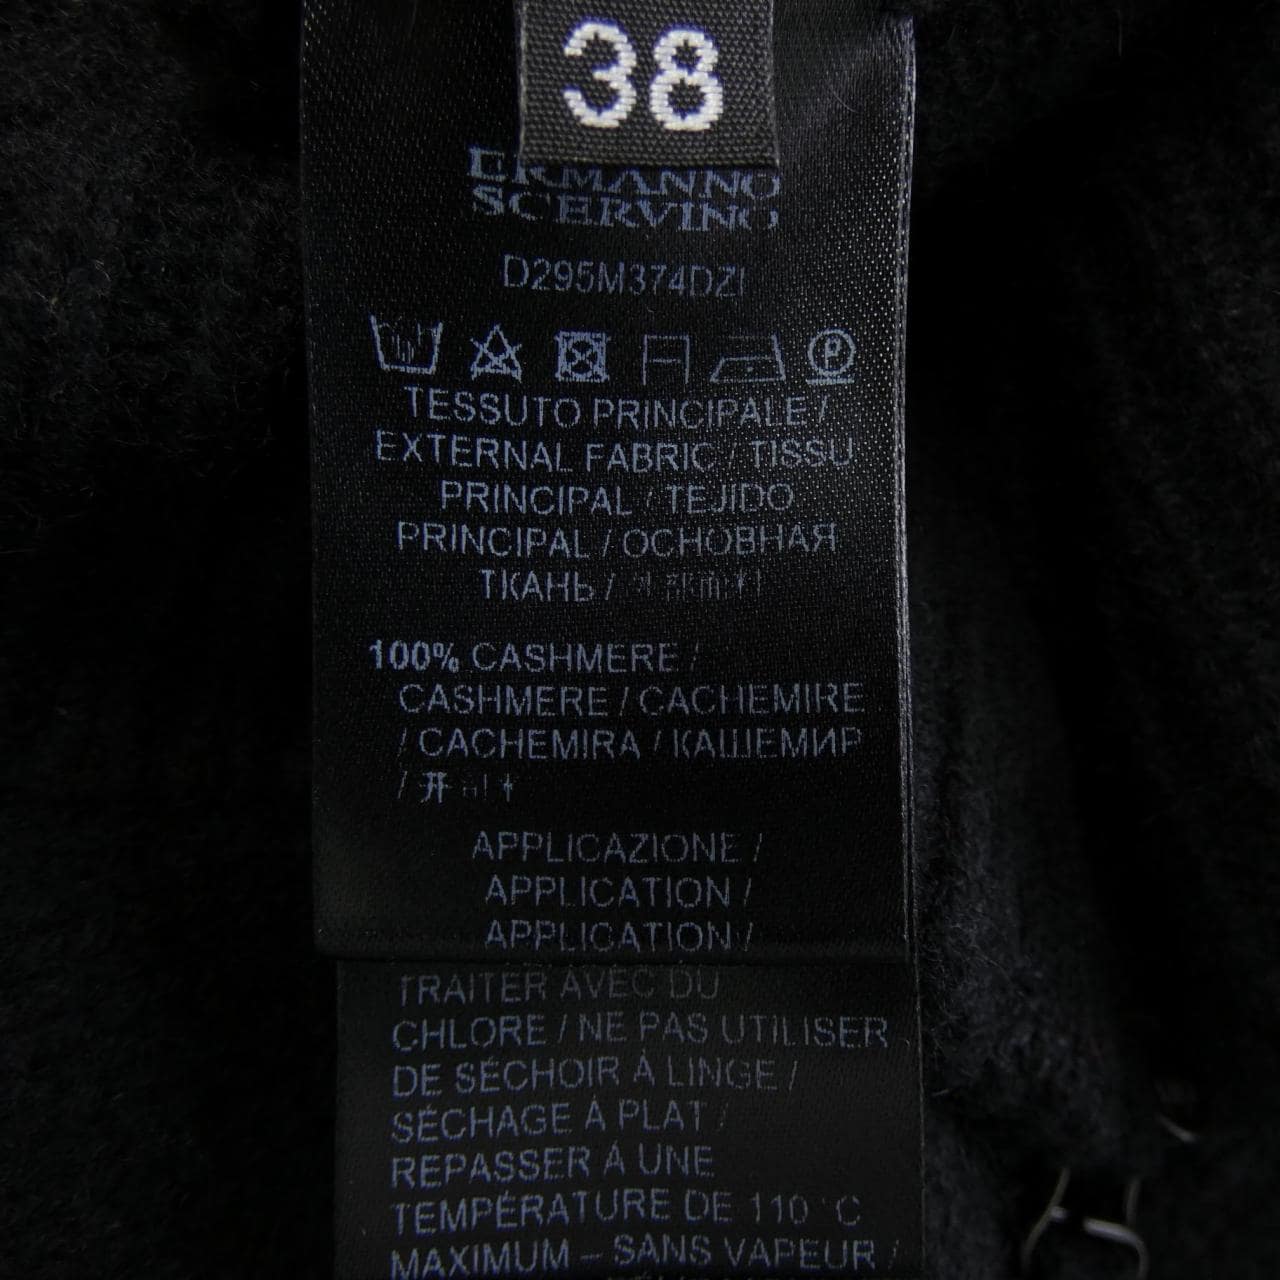 38
ERMANNO
SCERVINO
D295M374DZI
TESSUTO PRINCIPALE /
EXTERNAL FABRIC / TISSU
PRINCIPAL / TEJIDO
PRINCIPAL / ОСНОВНАЯ
ТКАНЬ /
100% CASHMERE /
CASHMERE / CACHEMIRE
/ CACHEMIRA / КАШЕМИР
/ 开
APPLICAZIONE /
APPLICATION /
APPLICATION /
TRAITER AVEC DU
CHLORE / NE PAS UTILISER
DE SÉCHOIR À LINGE /
SÉCHAGE À PLAT /
REPASSER À UNE
TEMPÉRATURE DE 110 °C
MAXIMUM – SANS VAPEUR /